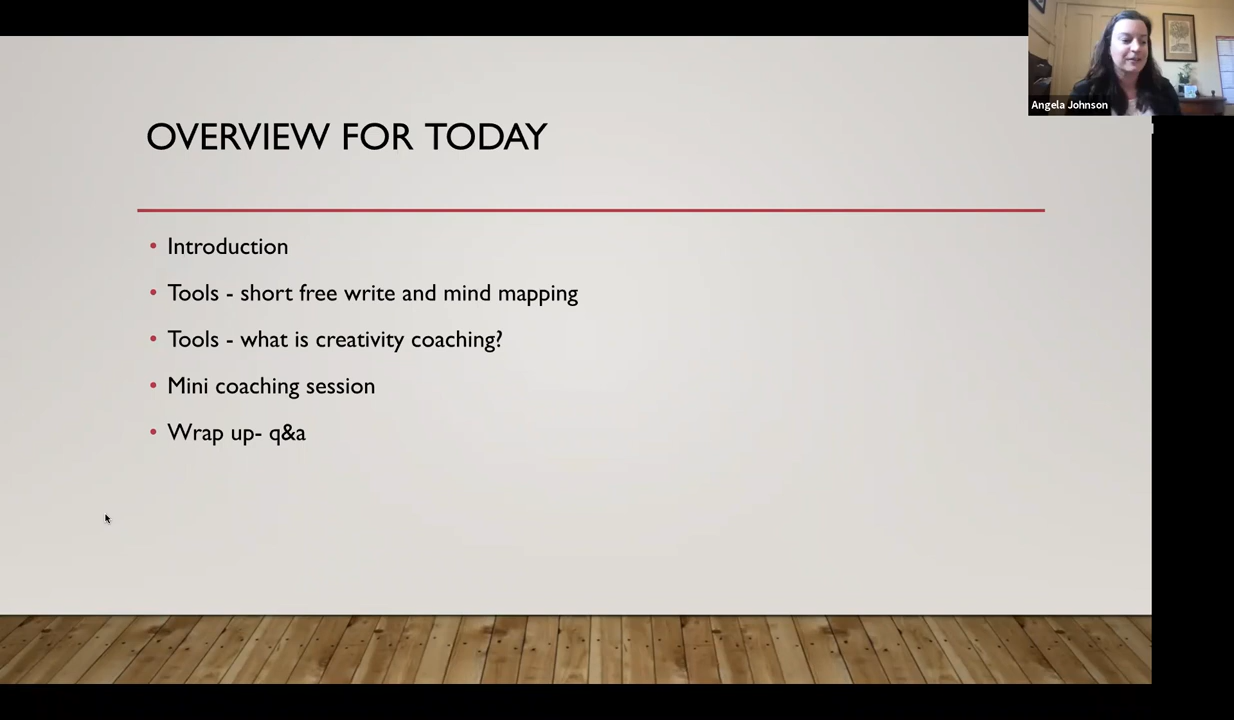 Angela Johnson
OVERVIEW FOR TODAY
Introduction
Tools - short free write and mind mapping
Tools - what is creativity coaching?
Mini coaching session
Wrap up- q&a